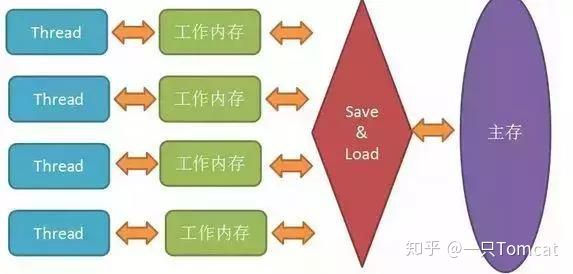 Thread
工作内存
Thread
工作内存
Thread
工作内存
Thread
工作内存
Save
&
Load
主存
知乎 @一只Tomcat